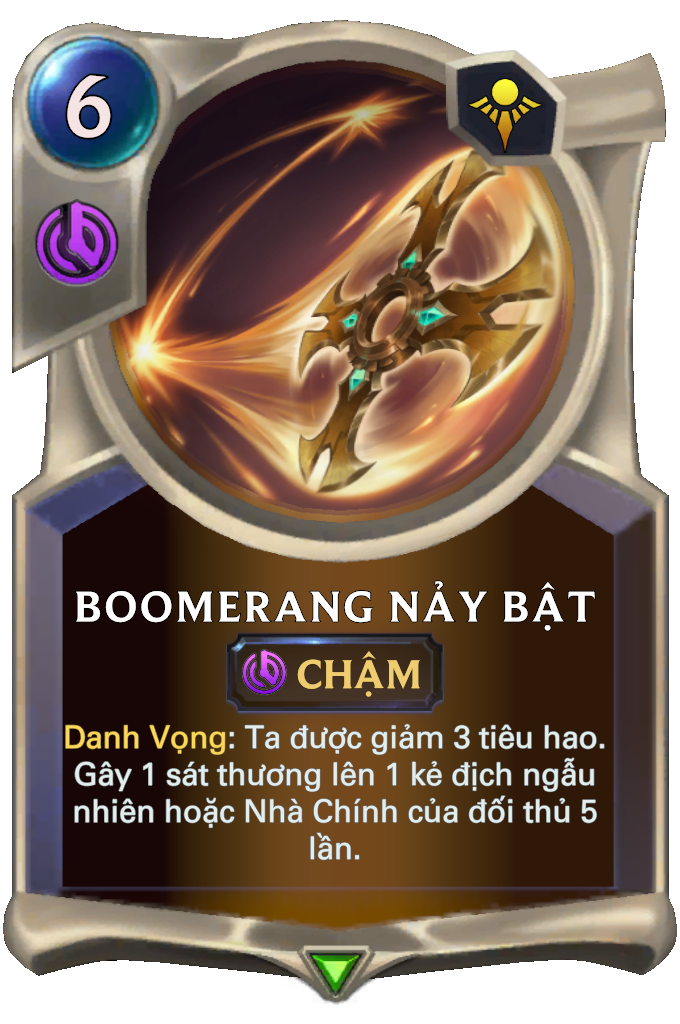 6
BOOMERANG NẢY BẬT
CHẬM
Danh Vọng: Ta được giảm 3 tiêu hao.
Gây 1 sát thương lên 1 kẻ địch ngẫu
nhiên hoặc Nhà Chính của đối thủ 5
lần.